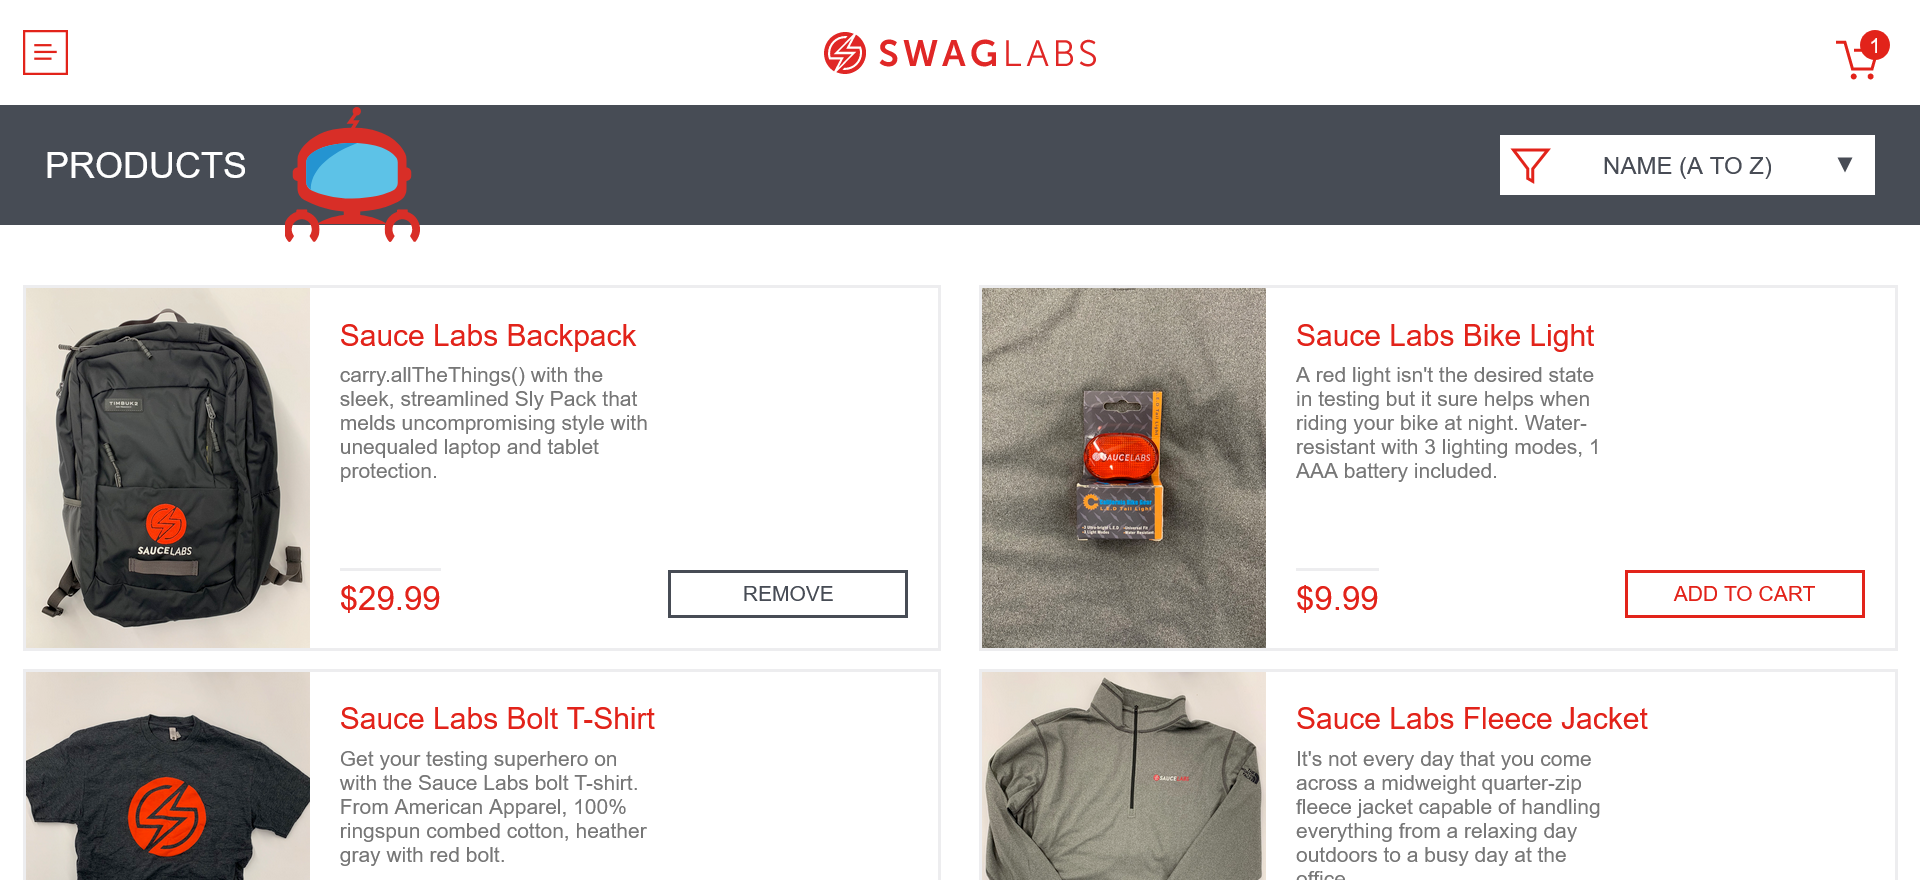 SWAGLABS
1
PRODUCTS
NAME (A TO Z)
TIMBUK2
SAUCELABS
Sauce Labs Backpack
carry.allTheThings() with the
sleek, streamlined Sly Pack that
melds uncompromising style with
unequaled laptop and tablet
protection.
$29.99
REMOVE
SAUCELABS
L.E.D Tail Light
Sauce Labs Bike Light
A red light isn't the desired state
in testing but it sure helps when
riding your bike at night. Water-
resistant with 3 lighting modes, 1
AAA battery included.
$9.99
ADD TO CART
Sauce Labs Bolt T-Shirt
Get your testing superhero on
with the Sauce Labs bolt T-shirt.
From American Apparel, 100%
ringspun combed cotton, heather
gray with red bolt.
SAUCELABS
Sauce Labs Fleece Jacket
It's not every day that you come
across a midweight quarter-zip
fleece jacket capable of handling
everything from a relaxing day
outdoors to a busy day at the
office.